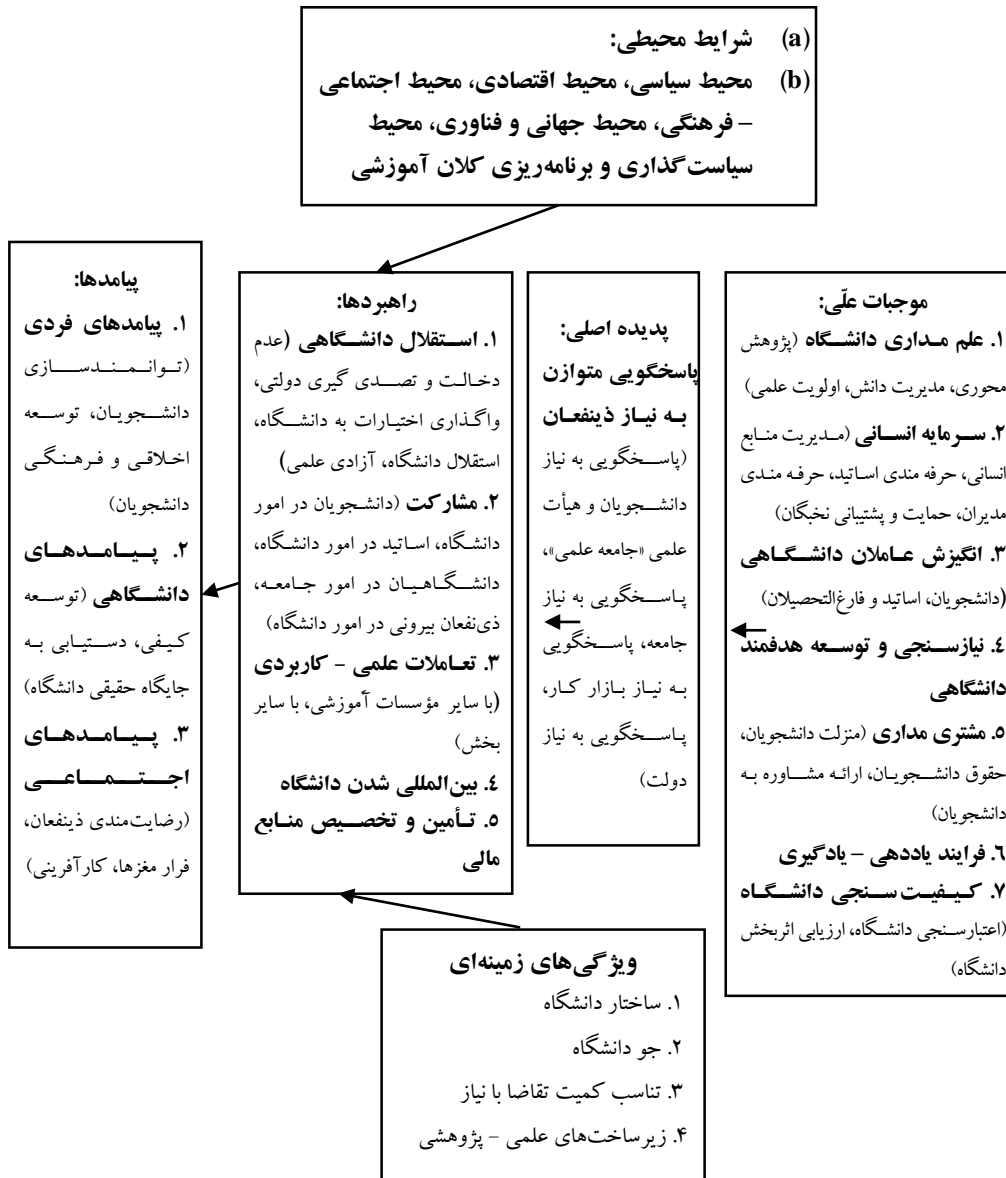 (a) شرایط محیطی:
(b) محیط سیاسی، محیط اقتصادی، محیط اجتماعی
– فرهنگی، محیط جهانی و فناوری، محیط
سیاست‌گذاری و برنامه‌ریزی کلان آموزشی
موجبات علّی:
۱. علم مداری دانشگاه (پژوهش
محوری، مدیریت دانش، اولویت علمی)
۲. سرمایه انسانی (مدیریت منابع
انسانی، حرفه مندی اساتید، حرفه مندی
مدیران، حمایت و پشتیبانی نخبگان)
۳. انگیزش عاملان دانشگاهی
(دانشجویان، اساتید و فارغ‌التحصیلان)
٤. نیازسنجی و توسعه هدفمند
دانشگاهی
٥. مشتری مداری (منزلت دانشجویان،
حقوق دانشجویان، ارائه مشاوره به
دانشجویان)
٦. فرایند یاددهی – یادگیری
۷. کیفیت سنجی دانشگاه
(اعتبارسنجی دانشگاه، ارزیابی اثربخش
دانشگاه)
پدیده اصلی:
پاسخگویی متوازن
به نیاز ذینفعان
(پاسخگویی به نیاز
دانشجویان و هیأت
علمی «جامعه علمی»،
پاسخگویی به نیاز
جامعه، پاسخگویی
به نیاز بازار کار،
پاسخگویی به نیاز
دولت)
راهبردها:
۱. استقلال دانشگاهی (عدم
دخالت و تصدی گیری دولتی،
واگذاری اختیارات به دانشگاه،
استقلال دانشگاه، آزادی علمی)
۲. مشارکت (دانشجویان در امور
دانشگاه، اساتید در امور دانشگاه،
دانشگاهیان در امور جامعه،
ذی‌نفعان بیرونی در امور دانشگاه)
۳. تعاملات علمی – کاربردی
(با سایر مؤسسات آموزشی، با سایر
بخش)
٤. بین‌المللی شدن دانشگاه
٥. تأمین و تخصیص منابع
مالی
پیامدها:
۱. پیامدهای فردی
(توانمندسازی
دانشجویان، توسعه
اخلاقی و فرهنگی
دانشجویان)
۲. پیامدهای
دانشگاهی (توسعه
کیفی، دستیابی به
جایگاه حقیقی دانشگاه)
۳. پیامدهای
اجتماعی
(رضایت‌مندی ذینفعان،
فرار مغزها، کارآفرینی)
ویژگی‌های زمینه‌ای
۱. ساختار دانشگاه
۲. جو دانشگاه
۳. تناسب کمیت تقاضا با نیاز
۴. زیرساخت‌های علمی – پژوهشی